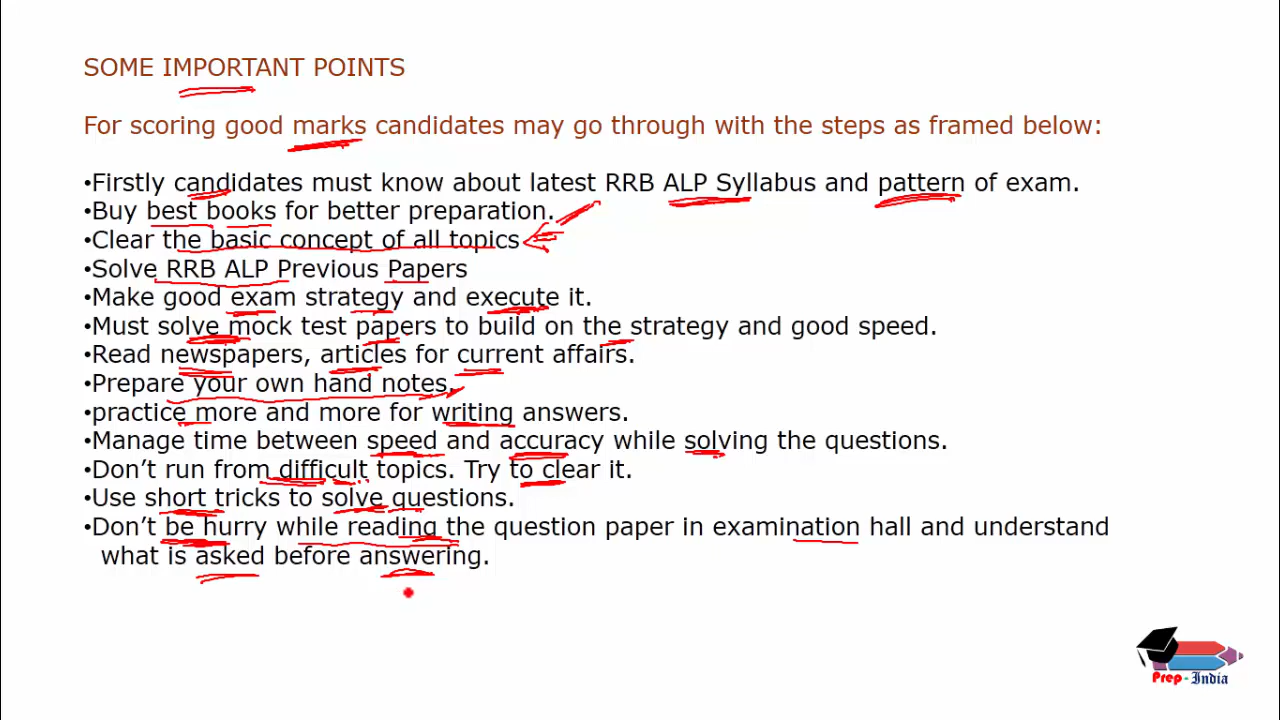 SOME IMPORTANT POINTS
For scoring good marks candidates may go through with the steps as framed below:
•Firstly candidates must know about latest RRB ALP Syllabus and pattern of exam.
•Buy best books for better preparation.
•Clear the basic concept of all topics
•Solve RRB ALP Previous Papers
•Make good exam strategy and execute it.
•Must solve mock test papers to build on the strategy and good speed.
•Read newspapers, articles for current affairs.
•Prepare your own hand notes.
•practice more and more for writing answers.
•Manage time between speed and accuracy while solving the questions.
•Don’t run from difficult topics. Try to clear it.
•Use short tricks to solve questions.
•Don’t be hurry while reading the question paper in examination hall and understand
what is asked before answering.
Prep-India